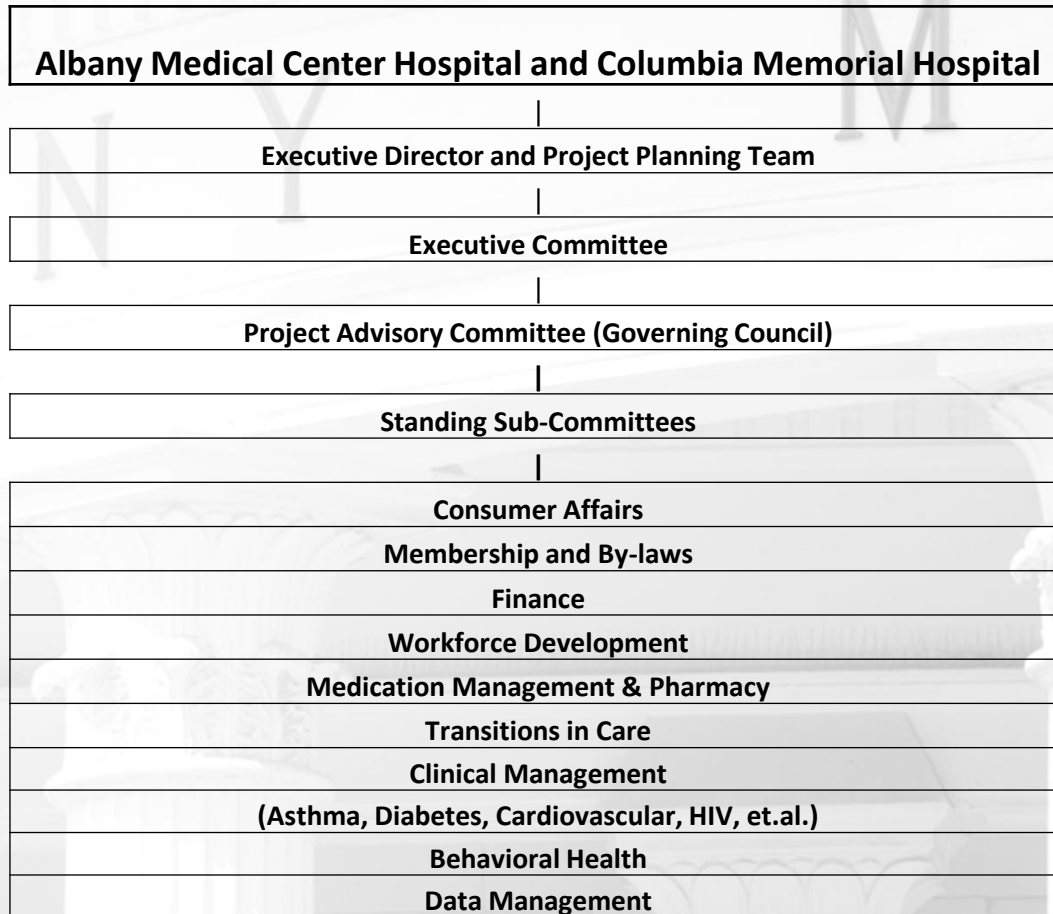 Albany Medical Center Hospital and Columbia Memorial Hospital
|
Executive Director and Project Planning Team
|
Executive Committee
|
Project Advisory Committee (Governing Council)
|
Standing Sub-Committees
|
Consumer Affairs
Membership and By-laws
Finance
Workforce Development
Medication Management & Pharmacy
Transitions in Care
Clinical Management
(Asthma, Diabetes, Cardiovascular, HIV, et.al.)
Behavioral Health
Data Management
N Y M